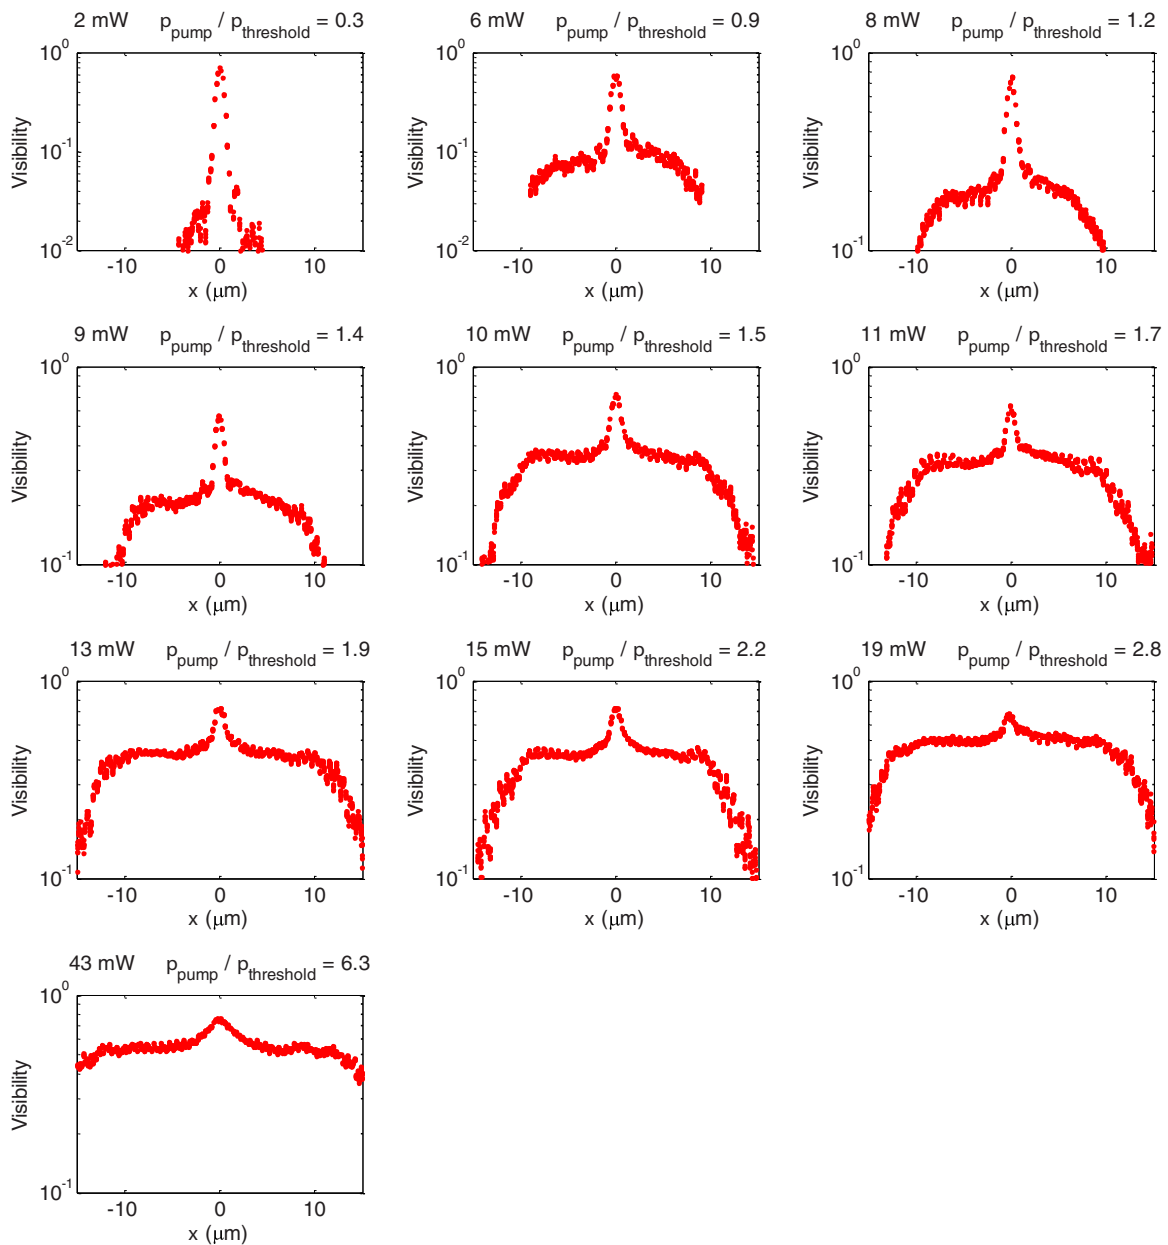 2 mW p_pump / p_threshold = 0.3
10^0
10^-1
10^-2
Visibility
-10 0 10
x (μm)
6 mW p_pump / p_threshold = 0.9
10^0
10^-1
10^-2
Visibility
-10 0 10
x (μm)
8 mW p_pump / p_threshold = 1.2
10^0
10^-1
Visibility
-10 0 10
x (μm)
9 mW p_pump / p_threshold = 1.4
10^0
10^-1
Visibility
-10 0 10
x (μm)
10 mW p_pump / p_threshold = 1.5
10^0
10^-1
Visibility
-10 0 10
x (μm)
11 mW p_pump / p_threshold = 1.7
10^0
10^-1
Visibility
-10 0 10
x (μm)
13 mW p_pump / p_threshold = 1.9
10^0
10^-1
Visibility
-10 0 10
x (μm)
15 mW p_pump / p_threshold = 2.2
10^0
10^-1
Visibility
-10 0 10
x (μm)
19 mW p_pump / p_threshold = 2.8
10^0
10^-1
Visibility
-10 0 10
x (μm)
43 mW p_pump / p_threshold = 6.3
10^0
10^-1
Visibility
-10 0 10
x (μm)